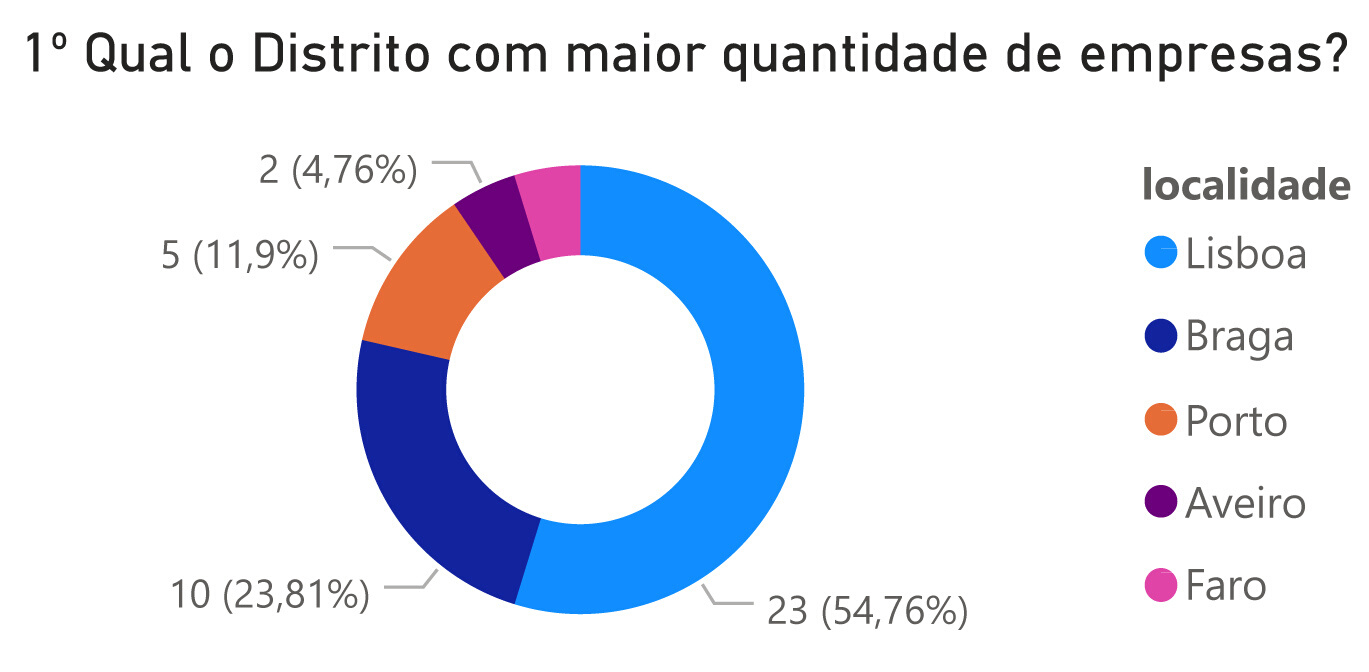 1º Qual o Distrito com maior quantidade de empresas?
2 (4,76%)
5 (11,9%)
10 (23,81%)
23 (54,76%)
localidade
Lisboa
Braga
Porto
Aveiro
Faro